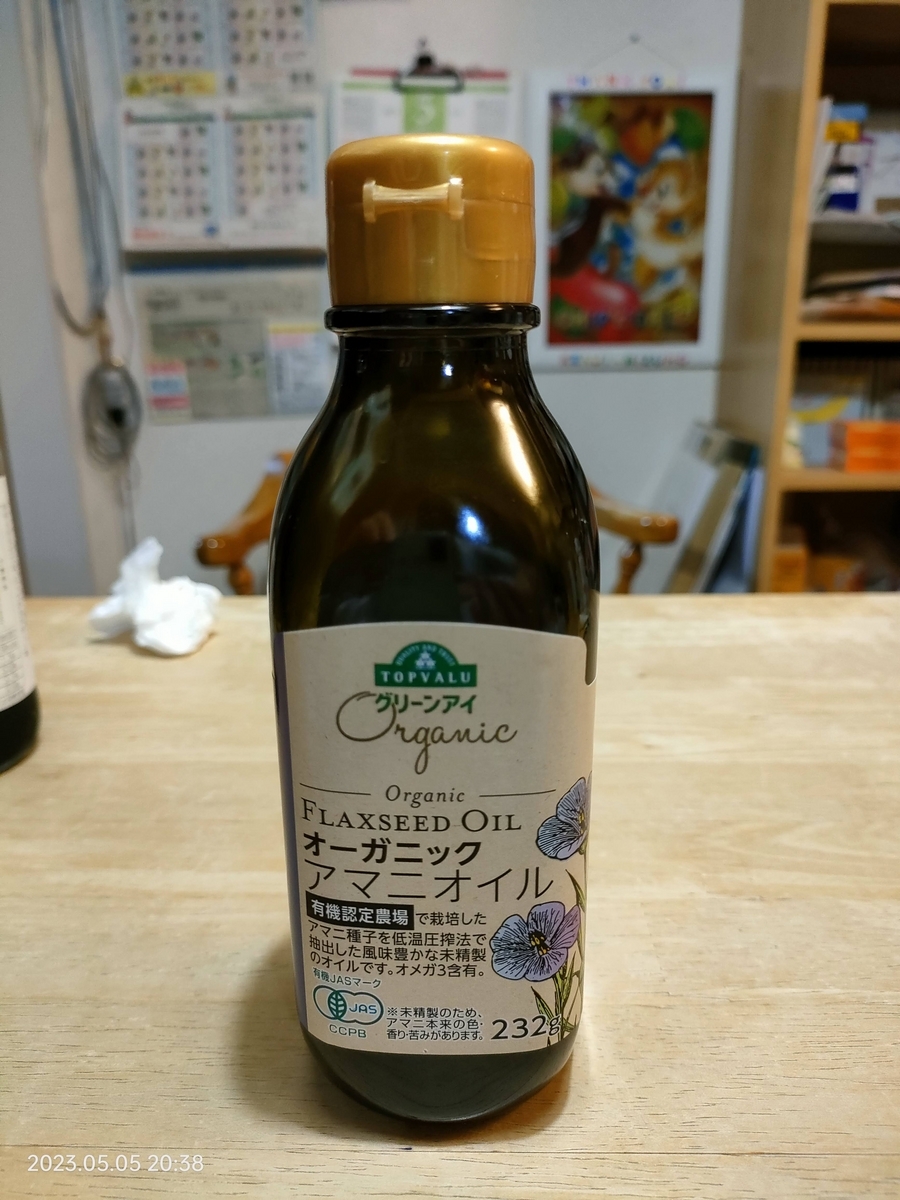 5
QUALITY AND TRUST
TOPVALU
グリーンアイ
Organic
Organic
FLAXSEED OIL
オーガニック
アマニオイル
有機認定農場で栽培した
アマニ種子を低温圧搾法で
抽出した風味豊かな未精製
のオイルです。オメガ3含有。
有機JASマーク
JAS
CCPB
※未精製のため、
アマニ本来の色・
香り・苦みがあります。
232g
2023.05.05 20:38